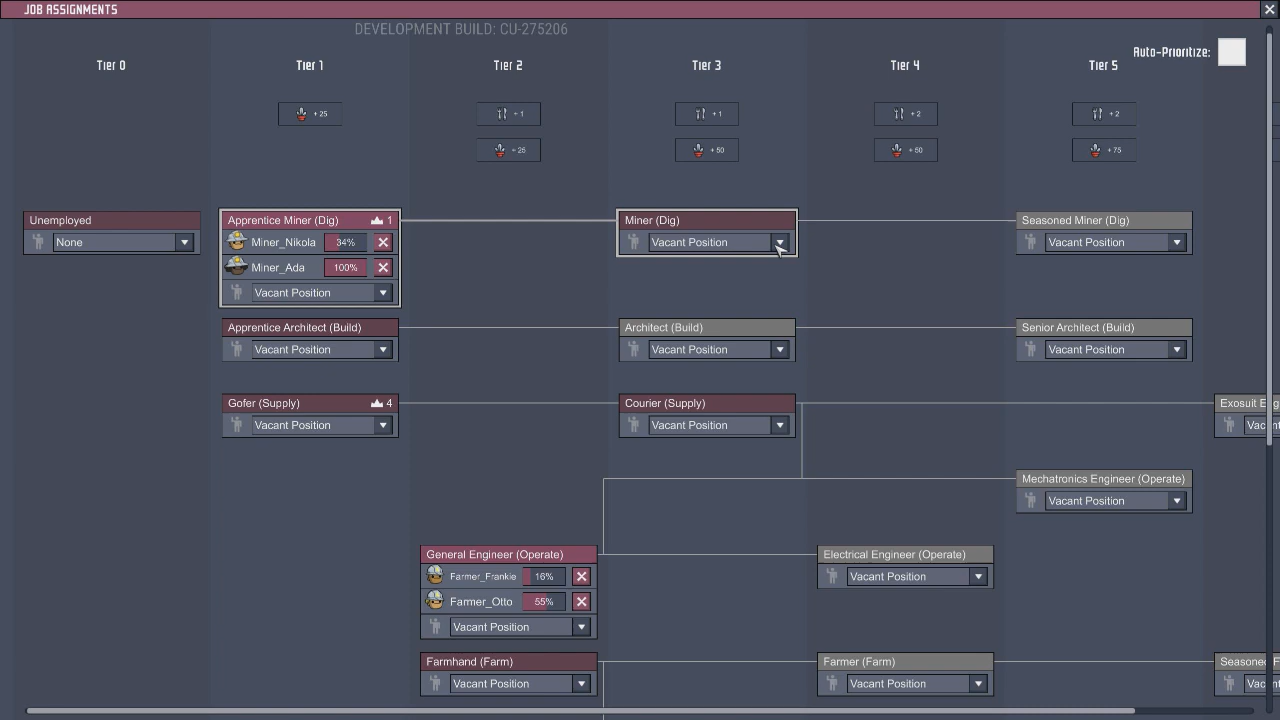 JOB ASSIGNMENTS
DEVELOPMENT BUILD: CU-275206
Auto-Prioritize:
Tier 0
Tier 1
Tier 2
Tier 3
Tier 4
Tier 5
+25
+1
+1
+2
+2
+25
+50
+50
+75
Unemployed
None
Apprentice Miner (Dig) 1
Miner_Nikola 34%
Miner_Ada 100%
Vacant Position
Miner (Dig)
Vacant Position
Seasoned Miner (Dig)
Vacant Position
Apprentice Architect (Build)
Vacant Position
Architect (Build)
Vacant Position
Senior Architect (Build)
Vacant Position
Gofer (Supply) 4
Vacant Position
Courier (Supply)
Vacant Position
Exosuit Eng
Vacant
Mechatronics Engineer (Operate)
Vacant Position
General Engineer (Operate)
Farmer_Frankie 16%
Farmer_Otto 55%
Vacant Position
Electrical Engineer (Operate)
Vacant Position
Farmhand (Farm)
Vacant Position
Farmer (Farm)
Vacant Position
Seasoned F
Vacant